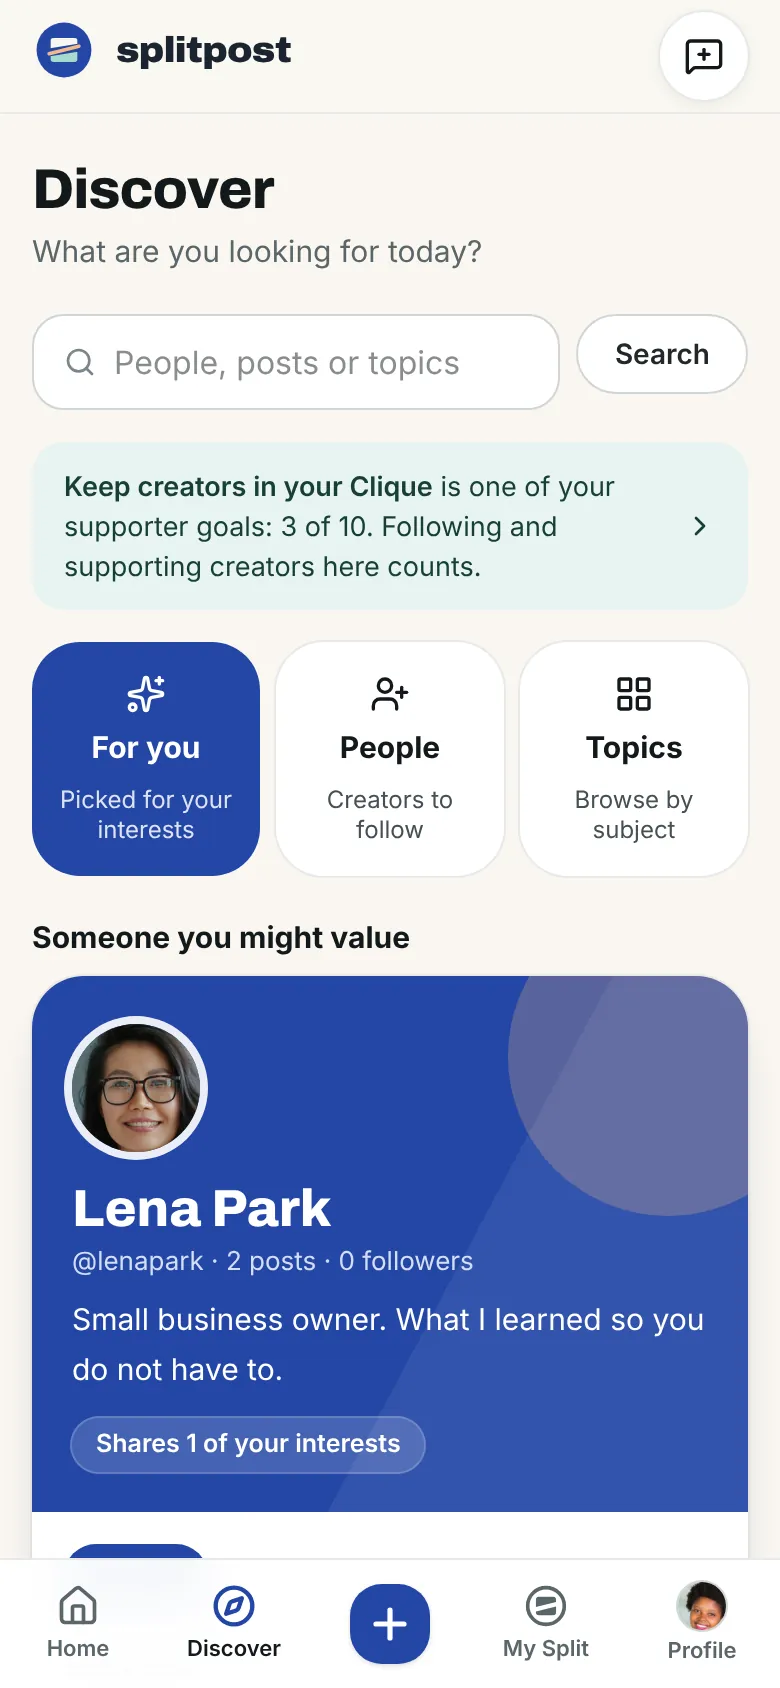 splitpost
Discover
What are you looking for today?
People, posts or topics
Search
Keep creators in your Clique is one of your
supporter goals: 3 of 10. Following and
supporting creators here counts.
For you
Picked for your
interests
People
Creators to
follow
Topics
Browse by
subject
Someone you might value
Lena Park
@lenapark · 2 posts · 0 followers
Small business owner. What I learned so you
do not have to.
Shares 1 of your interests
Home
Discover
My Split
Profile